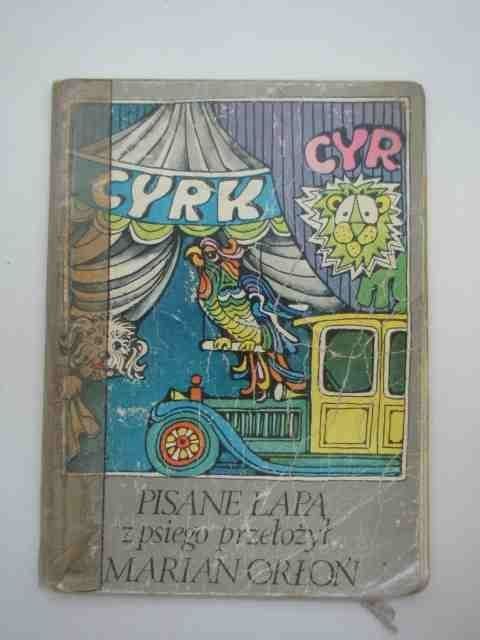 CYR
CYRK
PISANE ŁAPĄ
z psiego przełożył
MARIAN ORŁOŃ